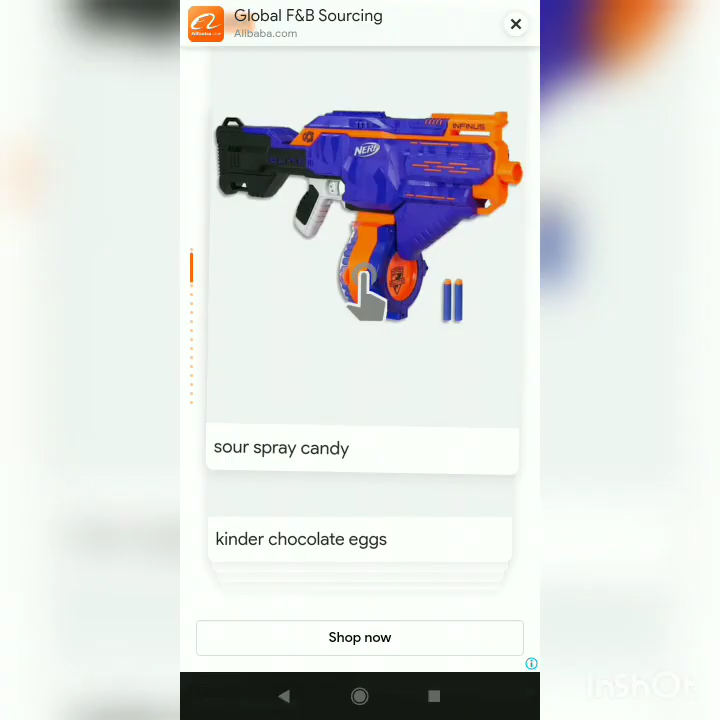 Global F&B Sourcing
Alibaba.com
INFINUS
NERF
sour spray candy
kinder chocolate eggs
Shop now
InShOt